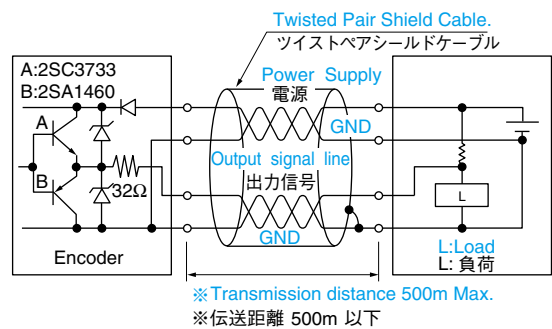 Twisted Pair Shield Cable.
ツイストペアシールドケーブル
A:2SC3733
B:2SA1460
Power Supply
電源
A
GND
Output signal line
出力信号
B
32Ω
L
GND
Encoder
L:Load
L: 負荷
※Transmission distance 500m Max.
※伝送距離 500m 以下